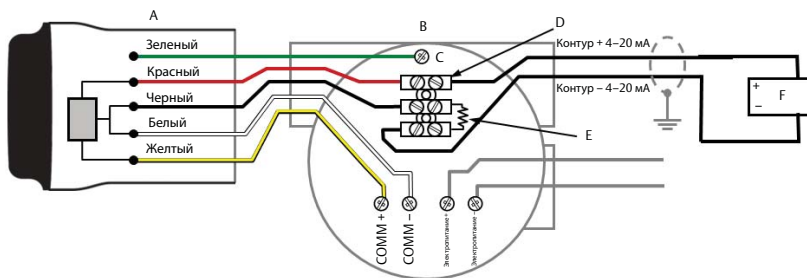 A
B
D
Зеленый
C
Контур + 4–20 мА
Красный
Черный
Контур – 4–20 мА
+
–
F
Белый
E
Желтый
COMM +
COMM –
Электропитание +
Электропитание –